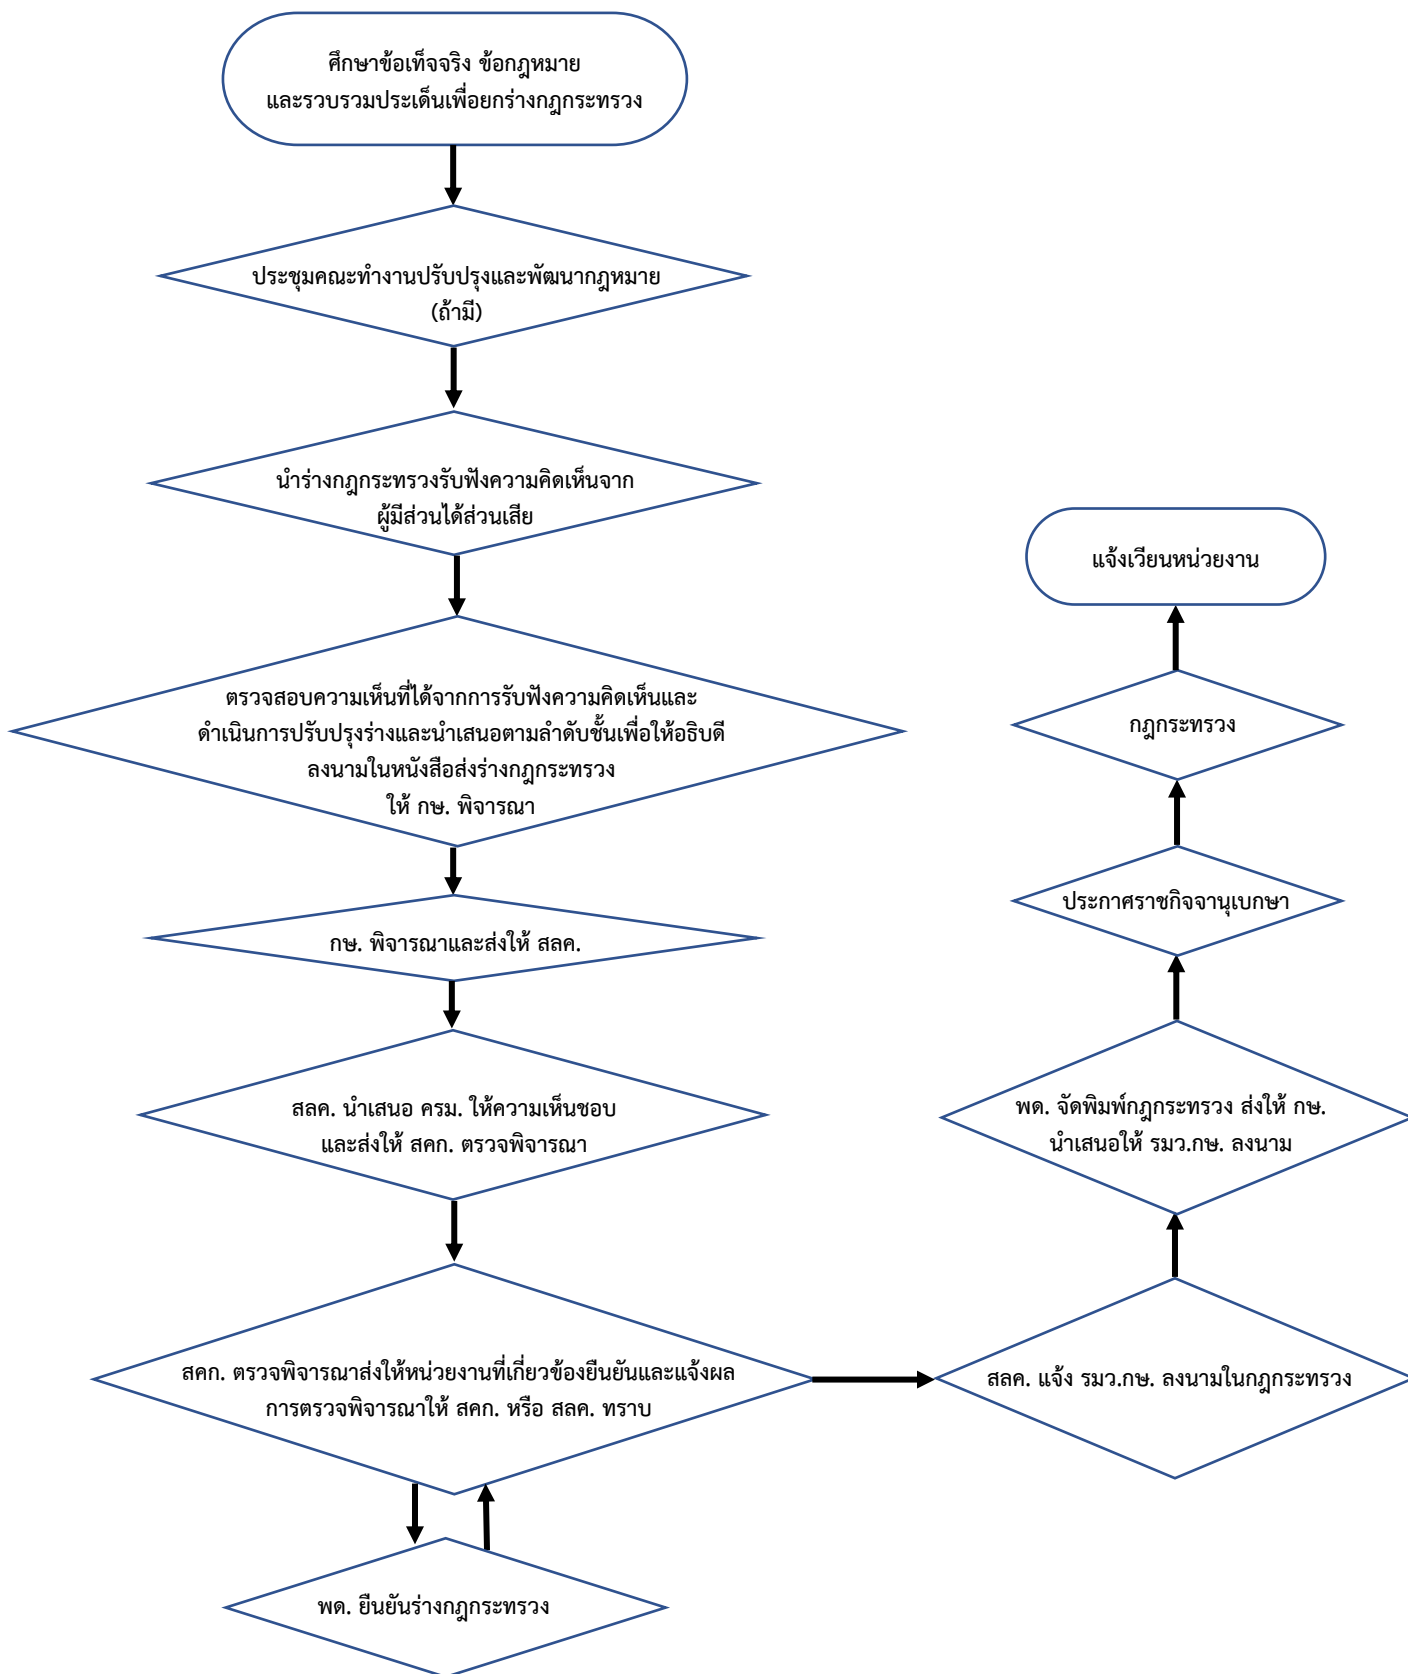 ศึกษาข้อเท็จจริง ข้อกฎหมาย
และรวบรวมประเด็นเพื่อยกร่างกฎกระทรวง
ประชุมคณะทำงานปรับปรุงและพัฒนากฎหมาย
(ถ้ามี)
นำร่างกฎกระทรวงรับฟังความคิดเห็นจาก
ผู้มีส่วนได้ส่วนเสีย
ตรวจสอบความเห็นที่ได้จากการรับฟังความคิดเห็นและ
ดำเนินการปรับปรุงร่างและนำเสนอตามลำดับชั้นเพื่อให้อธิบดี
ลงนามในหนังสือส่งร่างกฎกระทรวง
ให้ กษ. พิจารณา
กษ. พิจารณาและส่งให้ สลค.
สลค. นำเสนอ ครม. ให้ความเห็นชอบ
และส่งให้ สคก. ตรวจพิจารณา
สคก. ตรวจพิจารณาส่งให้หน่วยงานที่เกี่ยวข้องยืนยันและแจ้งผล
การตรวจพิจารณาให้ สคก. หรือ สลค. ทราบ
พด. ยืนยันร่างกฎกระทรวง
สลค. แจ้ง รมว.กษ. ลงนามในกฎกระทรวง
พด. จัดพิมพ์กฎกระทรวง ส่งให้ กษ.
นำเสนอให้ รมว.กษ. ลงนาม
ประกาศราชกิจจานุเบกษา
กฎกระทรวง
แจ้งเวียนหน่วยงาน